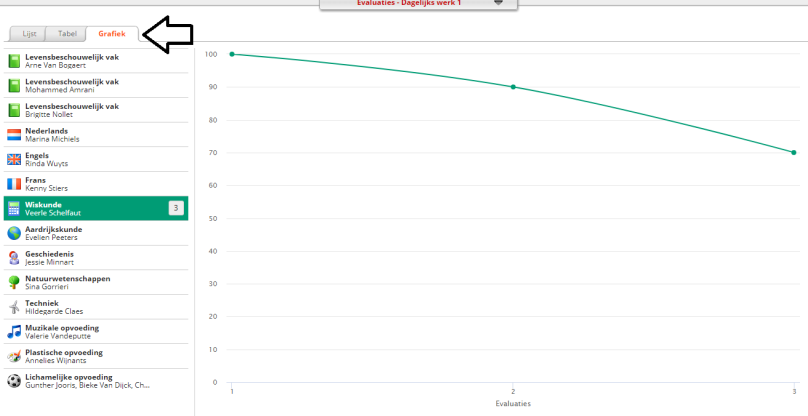 Evaluaties - Dagelijks werk 1
Lijst Tabel Grafiek
Levensbeschouwelijk vak
Arne Van Bogaert
Levensbeschouwelijk vak
Mohammed Amrani
Levensbeschouwelijk vak
Brigitte Nollet
Nederlands
Marina Michiels
Engels
Rinda Wuyts
Frans
Kenny Stiers
Wiskunde
Veerle Schelfaut
3
Aardrijkskunde
Evelien Peeters
Geschiedenis
Jessie Minnart
Natuurwetenschappen
Sina Gorrieri
Techniek
Hildegarde Claes
Muzikale opvoeding
Valerie Vandeputte
Plastische opvoeding
Annelies Wijnants
Lichamelijke opvoeding
Gunther Jooris, Bieke Van Dijck, Ch...
100
90
80
70
60
50
40
30
20
10
0
1 2 3
Evaluaties